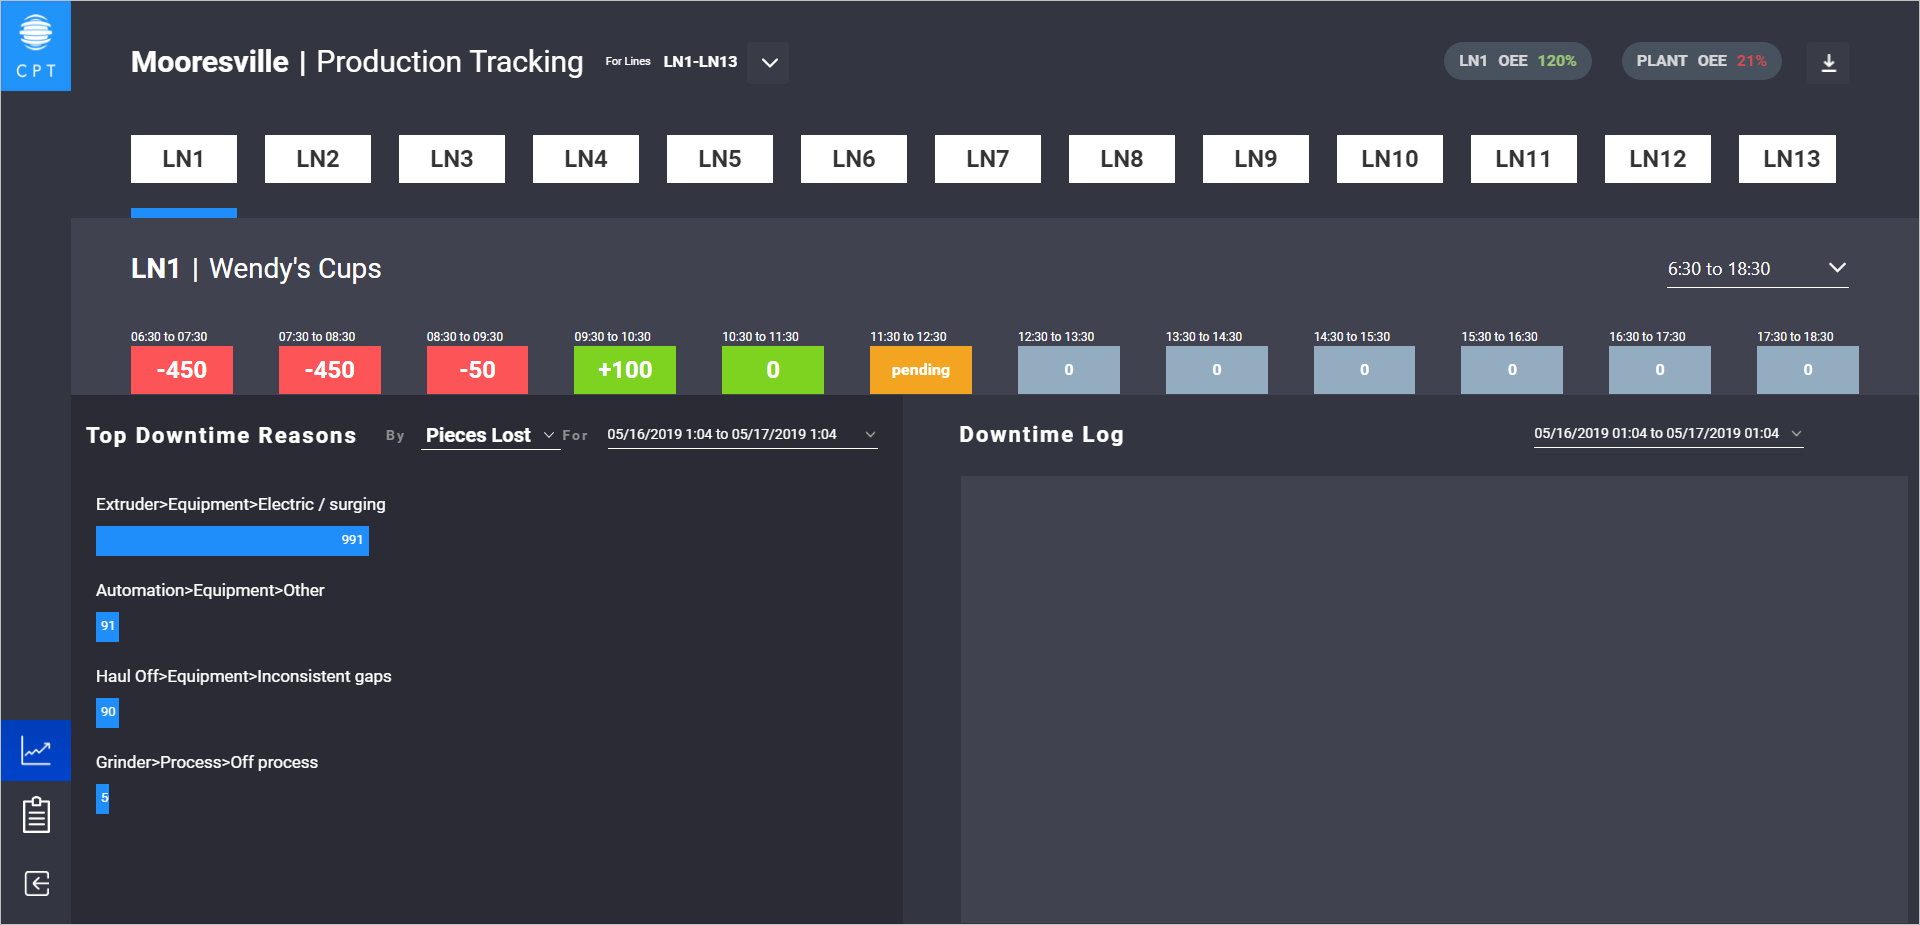 CPT
Mooresville | Production Tracking For Lines LN1-LN13
LN1 OEE 120%
PLANT OEE 21%
LN1 LN2 LN3 LN4 LN5 LN6 LN7 LN8 LN9 LN10 LN11 LN12 LN13
LN1 | Wendy's Cups
6:30 to 18:30
06:30 to 07:30 07:30 to 08:30 08:30 to 09:30 09:30 to 10:30 10:30 to 11:30 11:30 to 12:30 12:30 to 13:30 13:30 to 14:30 14:30 to 15:30 15:30 to 16:30 16:30 to 17:30 17:30 to 18:30
-450 -450 -50 +100 0 pending 0 0 0 0 0 0
Top Downtime Reasons By Pieces Lost For 05/16/2019 1:04 to 05/17/2019 1:04
Extruder>Equipment>Electric / surging
991
Automation>Equipment>Other
91
Haul Off>Equipment>Inconsistent gaps
90
Grinder>Process>Off process
5
Downtime Log
05/16/2019 01:04 to 05/17/2019 01:04